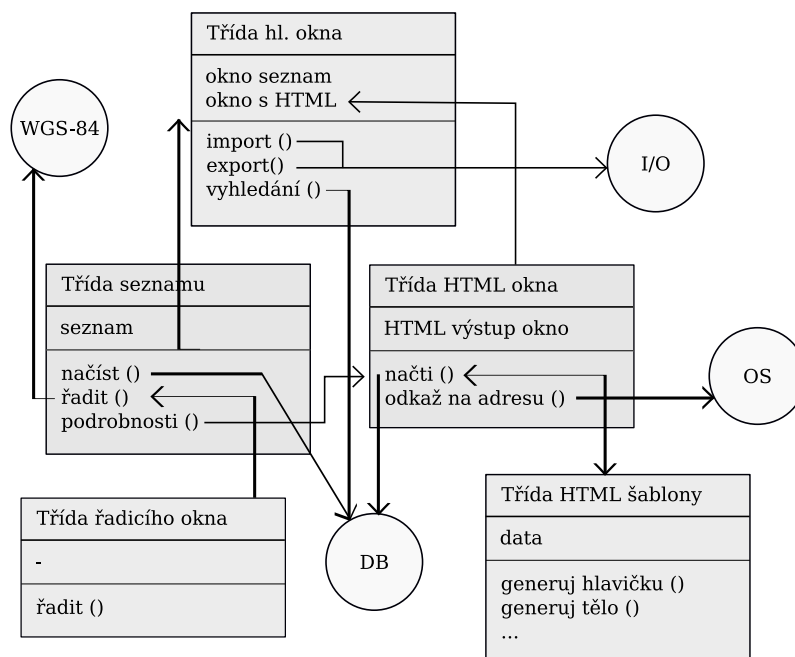 Třída hl. okna
okno seznam
okno s HTML
import ()
export()
vyhledání ()
WGS-84
I/O
Třída seznamu
seznam
načíst ()
řadit ()
podrobnosti ()
Třída HTML okna
HTML výstup okno
načti ()
odkaž na adresu ()
OS
Třída řadicího okna
-
řadit ()
DB
Třída HTML šablony
data
generuj hlavičku ()
generuj tělo ()
...